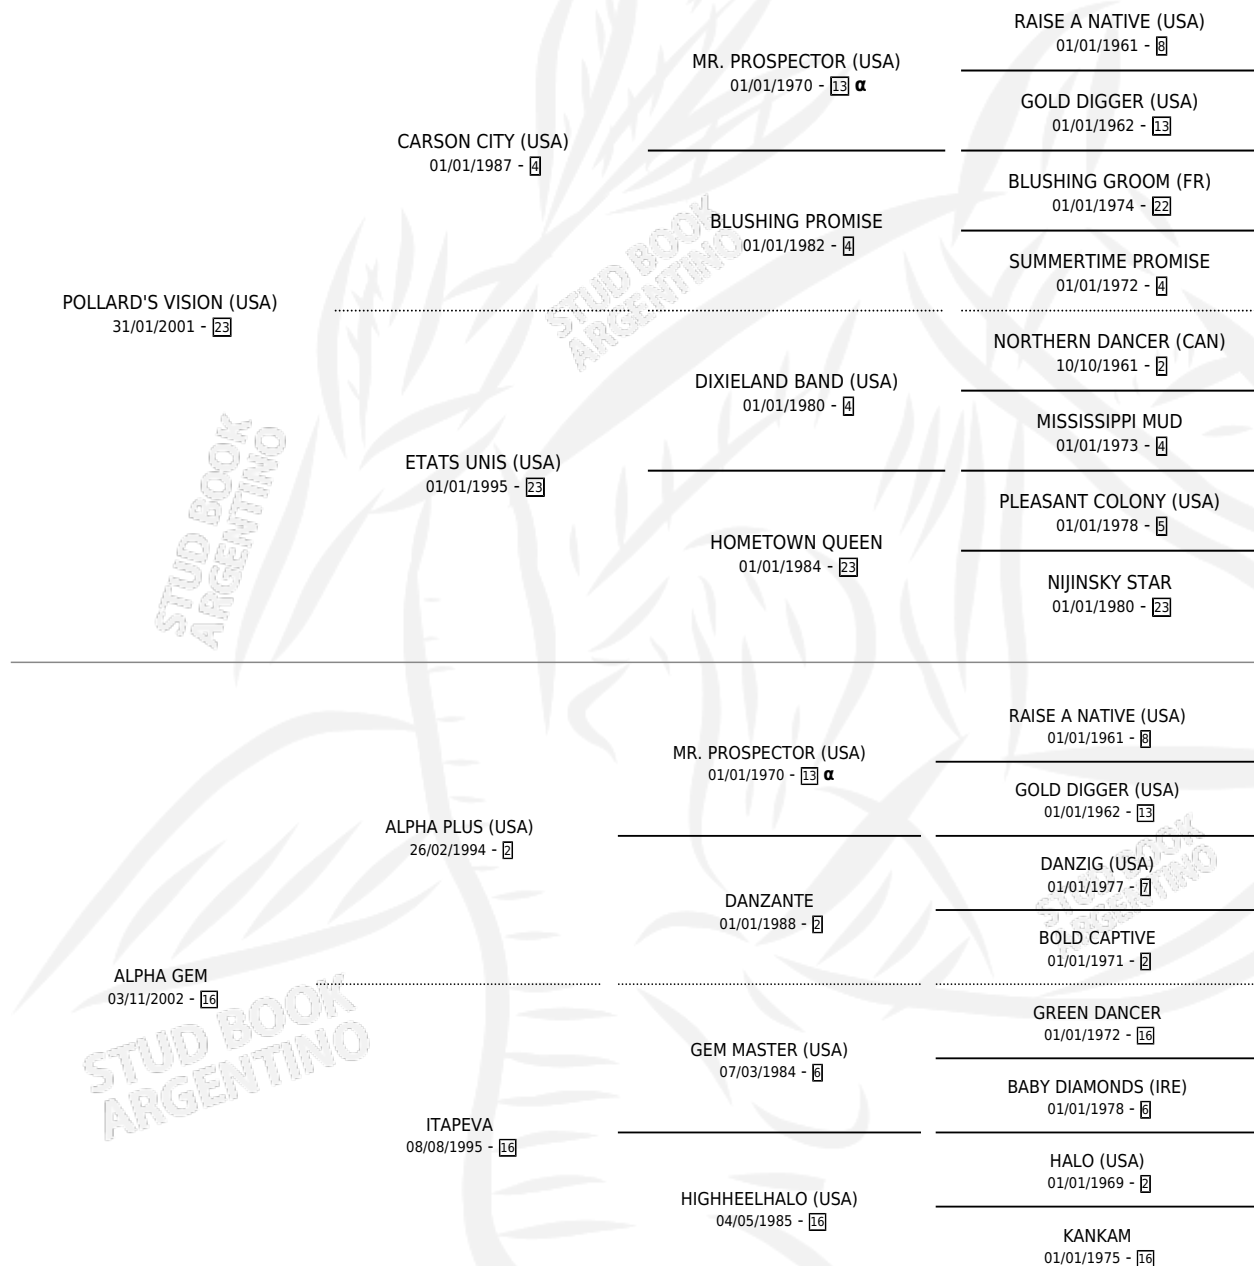 RAISE A NATIVE (USA)
01/01/1961 - 8
MR. PROSPECTOR (USA)
01/01/1970 - 13 α
GOLD DIGGER (USA)
01/01/1962 - 13
CARSON CITY (USA)
01/01/1987 - 4
BLUSHING GROOM (FR)
01/01/1974 - 22
BLUSHING PROMISE
01/01/1982 - 4
SUMMERTIME PROMISE
01/01/1972 - 4
POLLARD'S VISION (USA)
31/01/2001 - 23
STUD BOOK
ARGENTINO
NORTHERN DANCER (CAN)
10/10/1961 - 2
DIXIELAND BAND (USA)
01/01/1980 - 4
MISSISSIPPI MUD
01/01/1973 - 4
ETATS UNIS (USA)
01/01/1995 - 23
PLEASANT COLONY (USA)
01/01/1978 - 5
HOMETOWN QUEEN
01/01/1984 - 23
NIJINSKY STAR
01/01/1980 - 23
STUD BOOK
ARGENTINO
RAISE A NATIVE (USA)
01/01/1961 - 8
MR. PROSPECTOR (USA)
01/01/1970 - 13 α
GOLD DIGGER (USA)
01/01/1962 - 13
ALPHA PLUS (USA)
26/02/1994 - 2
DANZIG (USA)
01/01/1977 - 7
STUD BOOK
ARGENTINO
DANZANTE
01/01/1988 - 2
BOLD CAPTIVE
01/01/1971 - 2
ALPHA GEM
03/11/2002 - 16
STUD BOOK
ARGENTINO
GREEN DANCER
01/01/1972 - 16
GEM MASTER (USA)
07/03/1984 - 6
BABY DIAMONDS (IRE)
01/01/1978 - 6
ITAPEVA
08/08/1995 - 16
HALO (USA)
01/01/1969 - 2
HIGHHEELHALO (USA)
04/05/1985 - 16
KANKAM
01/01/1975 - 16